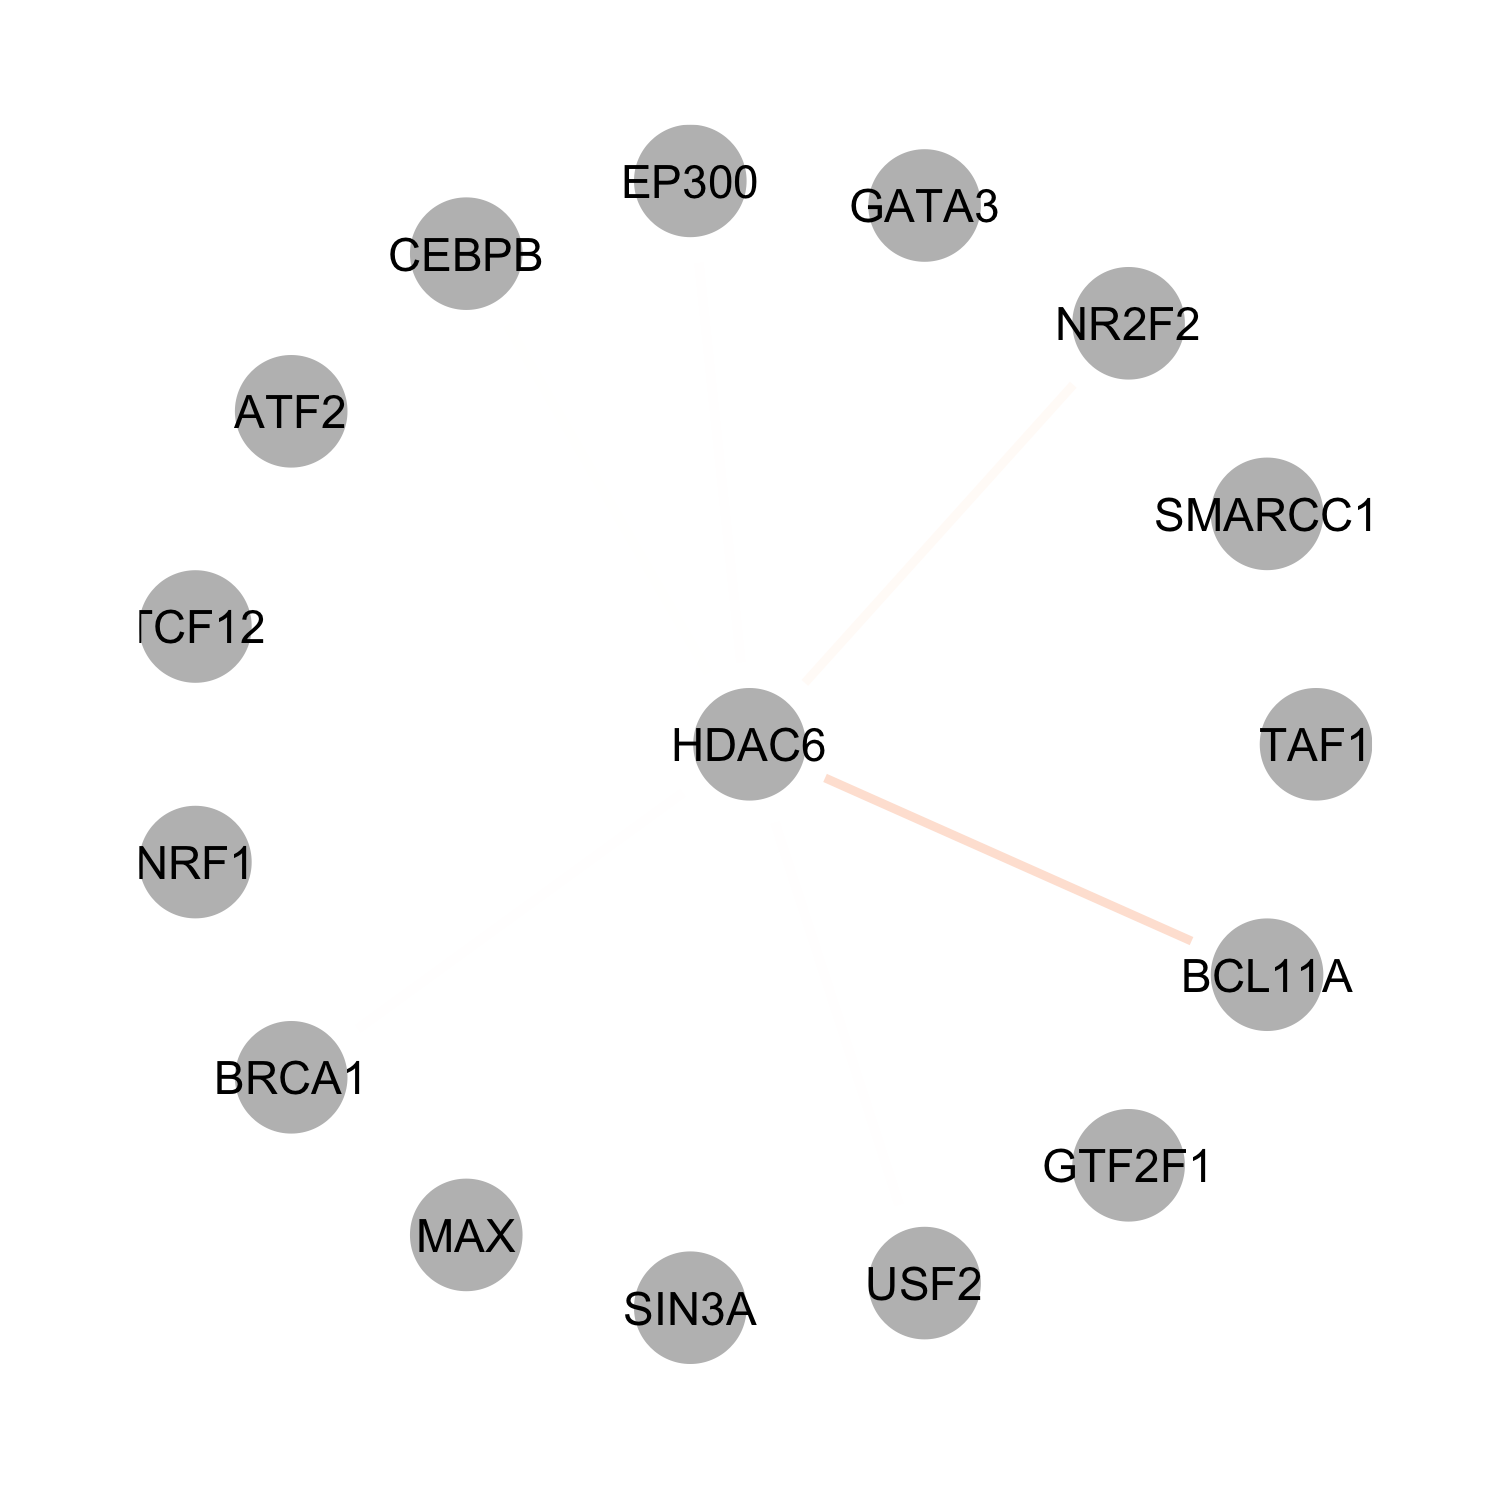 EP300
GATA3
CEBPB
NR2F2
ATF2
SMARCC1
TCF12
HDAC6
TAF1
NRF1
BCL11A
BRCA1
GTF2F1
MAX
USF2
SIN3A